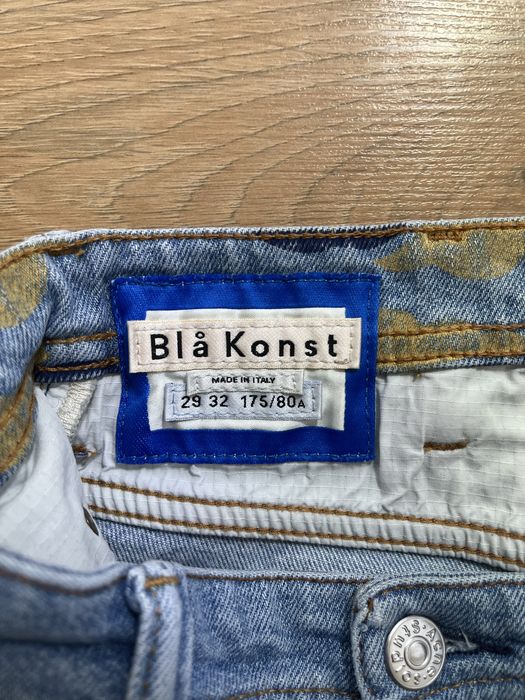 Blå Konst
MADE IN ITALY
29 32 175/80A